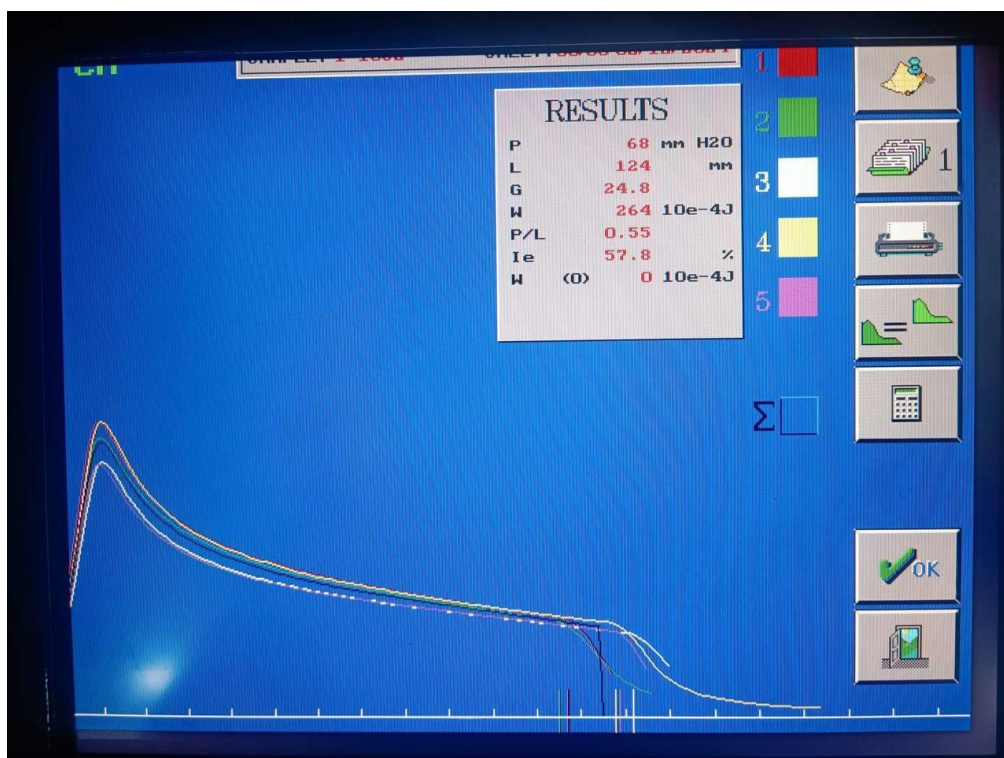 RESULTS
P 68 mm H2O
L 124 mm
G 24.8
W 264 10e-4J
P/L 0.55
Ie 57.8 %
W (0) 0 10e-4J
1
2
3
4
5
Σ
1
=
OK